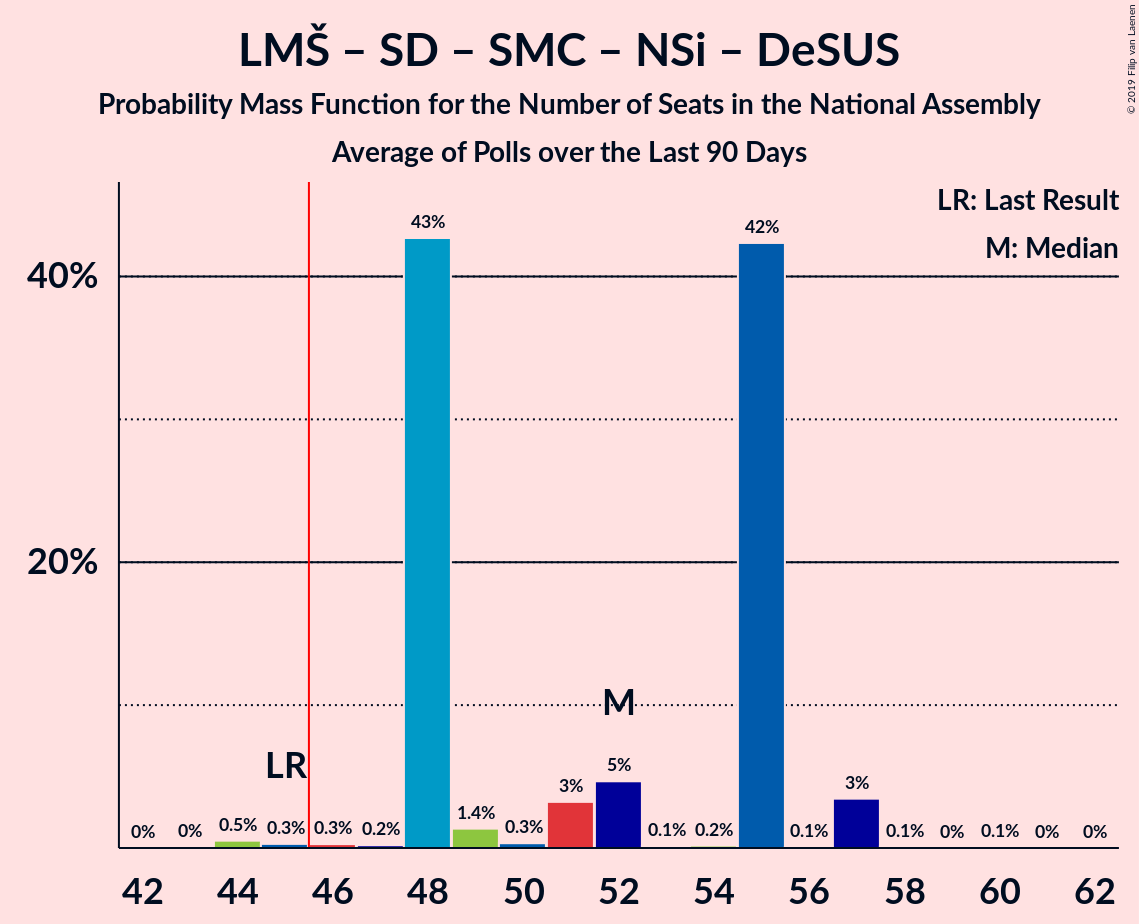 LMŠ – SD – SMC – NSi – DeSUS
Probability Mass Function for the Number of Seats in the National Assembly
Average of Polls over the Last 90 Days
© 2019 Filip van Laenen
LR: Last Result
M: Median
40%
20%
LR
M
0% 0% 0.5% 0.3% 0.3% 0.2% 43% 1.4% 0.3% 3% 5% 0.1% 0.2% 42% 0.1% 3% 0.1% 0% 0.1% 0% 0%
42 44 46 48 50 52 54 56 58 60 62